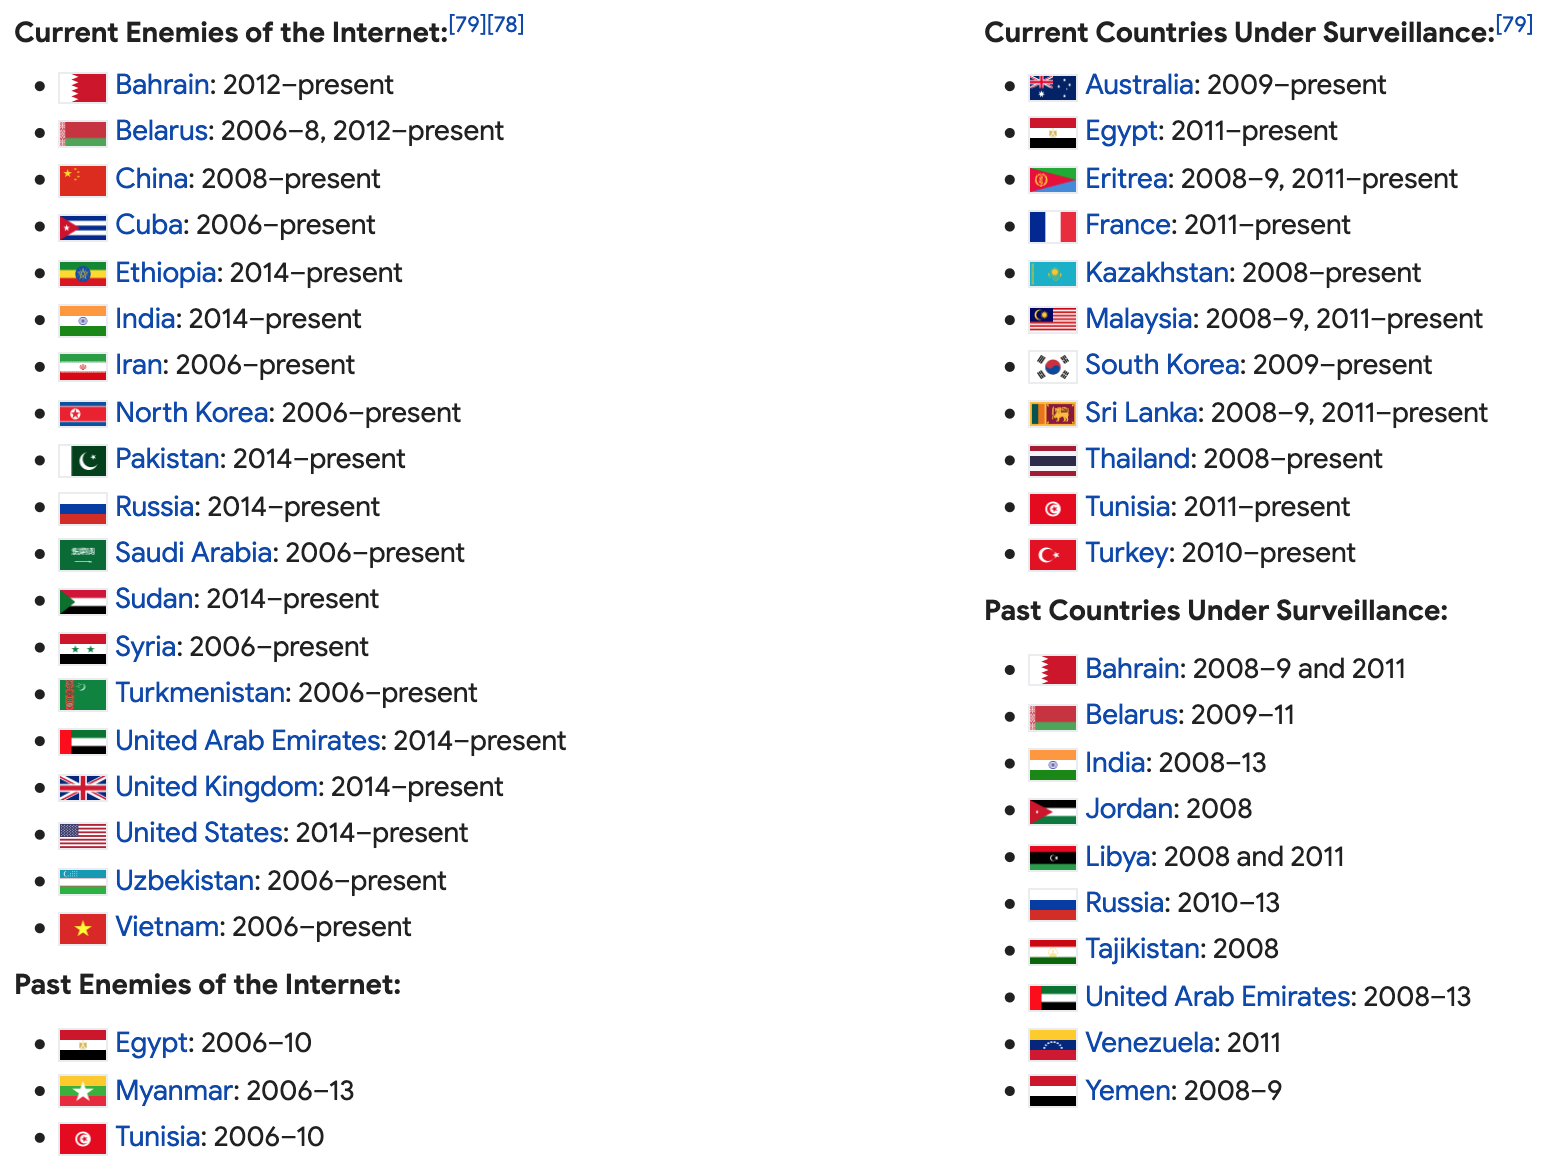 Current Enemies of the Internet:[79][78]
Bahrain: 2012–present
Belarus: 2006–8, 2012–present
China: 2008–present
Cuba: 2006–present
Ethiopia: 2014–present
India: 2014–present
Iran: 2006–present
North Korea: 2006–present
Pakistan: 2014–present
Russia: 2014–present
Saudi Arabia: 2006–present
Sudan: 2014–present
Syria: 2006–present
Turkmenistan: 2006–present
United Arab Emirates: 2014–present
United Kingdom: 2014–present
United States: 2014–present
Uzbekistan: 2006–present
Vietnam: 2006–present
Past Enemies of the Internet:
Egypt: 2006–10
Myanmar: 2006–13
Tunisia: 2006–10
Current Countries Under Surveillance:[79]
Australia: 2009–present
Egypt: 2011–present
Eritrea: 2008–9, 2011–present
France: 2011–present
Kazakhstan: 2008–present
Malaysia: 2008–9, 2011–present
South Korea: 2009–present
Sri Lanka: 2008–9, 2011–present
Thailand: 2008–present
Tunisia: 2011–present
Turkey: 2010–present
Past Countries Under Surveillance:
Bahrain: 2008–9 and 2011
Belarus: 2009–11
India: 2008–13
Jordan: 2008
Libya: 2008 and 2011
Russia: 2010–13
Tajikistan: 2008
United Arab Emirates: 2008–13
Venezuela: 2011
Yemen: 2008–9